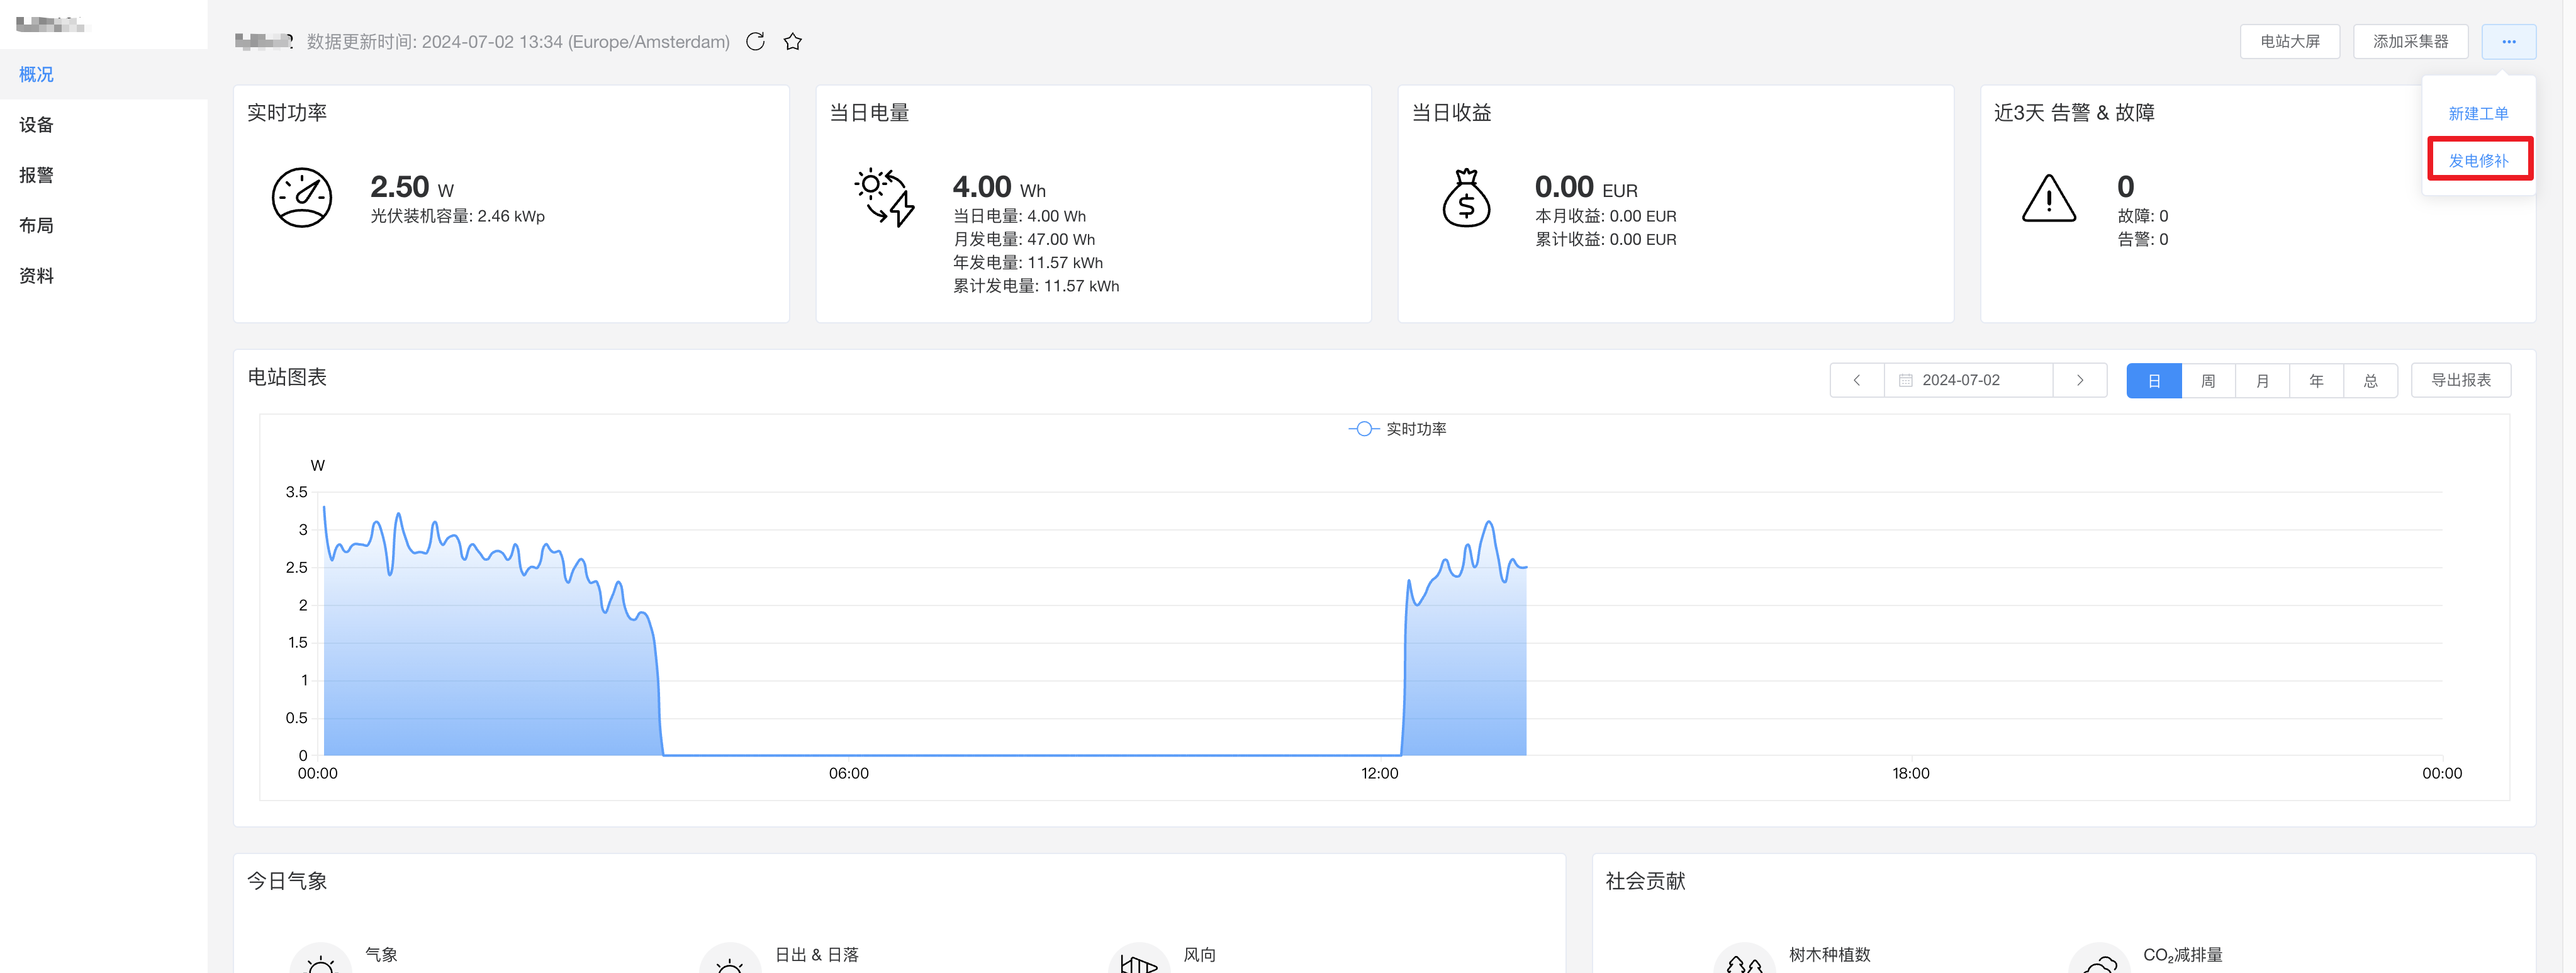 概况
设备
报警
布局
资料
数据更新时间: 2024-07-02 13:34 (Europe/Amsterdam)
电站大屏
添加采集器
新建工单
发电修补
实时功率
2.50 W
光伏装机容量: 2.46 kWp
当日电量
4.00 Wh
当日电量: 4.00 Wh
月发电量: 47.00 Wh
年发电量: 11.57 kWh
累计发电量: 11.57 kWh
当日收益
0.00 EUR
本月收益: 0.00 EUR
累计收益: 0.00 EUR
近3天 告警 & 故障
0
故障: 0
告警: 0
电站图表
2024-07-02
日
周
月
年
总
导出报表
实时功率
W
3.5
3
2.5
2
1.5
1
0.5
0
00:00
06:00
12:00
18:00
00:00
今日气象
气象
日出 & 日落
风向
社会贡献
树木种植数
CO₂减排量